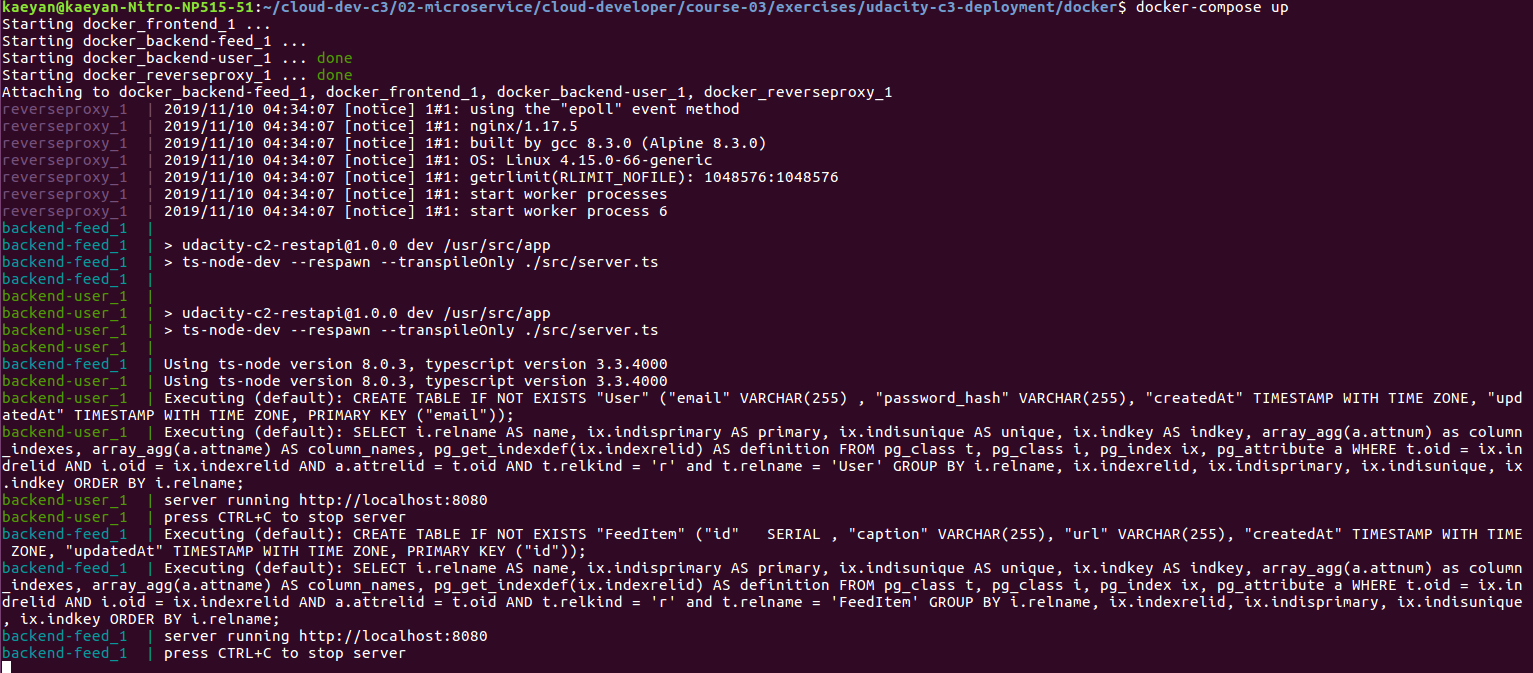 kaeyan@kaeyan-Nitro-NP515-51:~/cloud-dev-c3/02-microservice/cloud-developer/course-03/exercises/udacity-c3-deployment/docker$ docker-compose up
Starting docker_frontend_1 ...
Starting docker_backend-feed_1 ...
Starting docker_backend-user_1 ... done
Starting docker_reverseproxy_1 ... done
Attaching to docker_backend-feed_1, docker_frontend_1, docker_backend-user_1, docker_reverseproxy_1
reverseproxy_1  | 2019/11/10 04:34:07 [notice] 1#1: using the "epoll" event method
reverseproxy_1  | 2019/11/10 04:34:07 [notice] 1#1: nginx/1.17.5
reverseproxy_1  | 2019/11/10 04:34:07 [notice] 1#1: built by gcc 8.3.0 (Alpine 8.3.0)
reverseproxy_1  | 2019/11/10 04:34:07 [notice] 1#1: OS: Linux 4.15.0-66-generic
reverseproxy_1  | 2019/11/10 04:34:07 [notice] 1#1: getrlimit(RLIMIT_NOFILE): 1048576:1048576
reverseproxy_1  | 2019/11/10 04:34:07 [notice] 1#1: start worker processes
reverseproxy_1  | 2019/11/10 04:34:07 [notice] 1#1: start worker process 6
backend-feed_1  |
backend-feed_1  | > udacity-c2-restapi@1.0.0 dev /usr/src/app
backend-feed_1  | > ts-node-dev --respawn --transpileOnly ./src/server.ts
backend-feed_1  |
backend-user_1  |
backend-user_1  | > udacity-c2-restapi@1.0.0 dev /usr/src/app
backend-user_1  | > ts-node-dev --respawn --transpileOnly ./src/server.ts
backend-user_1  |
backend-feed_1  | Using ts-node version 8.0.3, typescript version 3.3.4000
backend-user_1  | Using ts-node version 8.0.3, typescript version 3.3.4000
backend-user_1  | Executing (default): CREATE TABLE IF NOT EXISTS "User" ("email" VARCHAR(255) , "password_hash" VARCHAR(255), "createdAt" TIMESTAMP WITH TIME ZONE, "upd
atedAt" TIMESTAMP WITH TIME ZONE, PRIMARY KEY ("email"));
backend-user_1  | Executing (default): SELECT i.relname AS name, ix.indisprimary AS primary, ix.indisunique AS unique, ix.indkey AS indkey, array_agg(a.attnum) as column
_indexes, array_agg(a.attname) AS column_names, pg_get_indexdef(ix.indexrelid) AS definition FROM pg_class t, pg_class i, pg_index ix, pg_attribute a WHERE t.oid = ix.in
drelid AND i.oid = ix.indexrelid AND a.attrelid = t.oid AND t.relkind = 'r' and t.relname = 'User' GROUP BY i.relname, ix.indexrelid, ix.indisprimary, ix.indisunique, ix
.indkey ORDER BY i.relname;
backend-user_1  | server running http://localhost:8080
backend-user_1  | press CTRL+C to stop server
backend-feed_1  | Executing (default): CREATE TABLE IF NOT EXISTS "FeedItem" ("id"   SERIAL , "caption" VARCHAR(255), "url" VARCHAR(255), "createdAt" TIMESTAMP WITH TIME
 ZONE, "updatedAt" TIMESTAMP WITH TIME ZONE, PRIMARY KEY ("id"));
backend-feed_1  | Executing (default): SELECT i.relname AS name, ix.indisprimary AS primary, ix.indisunique AS unique, ix.indkey AS indkey, array_agg(a.attnum) as column
_indexes, array_agg(a.attname) AS column_names, pg_get_indexdef(ix.indexrelid) AS definition FROM pg_class t, pg_class i, pg_index ix, pg_attribute a WHERE t.oid = ix.in
drelid AND i.oid = ix.indexrelid AND a.attrelid = t.oid AND t.relkind = 'r' and t.relname = 'FeedItem' GROUP BY i.relname, ix.indexrelid, ix.indisprimary, ix.indisunique
, ix.indkey ORDER BY i.relname;
backend-feed_1  | server running http://localhost:8080
backend-feed_1  | press CTRL+C to stop server